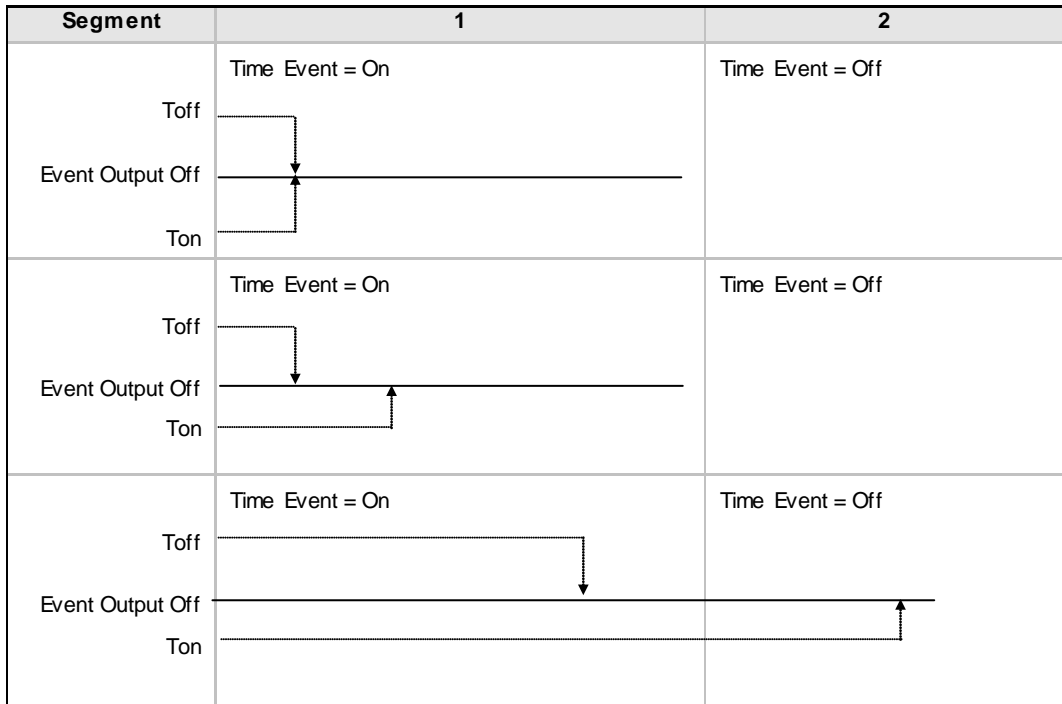 Segment 1 2
Time Event = On Time Event = Off
Toff
Event Output Off
Ton
Time Event = On Time Event = Off
Toff
Event Output Off
Ton
Time Event = On Time Event = Off
Toff
Event Output Off
Ton